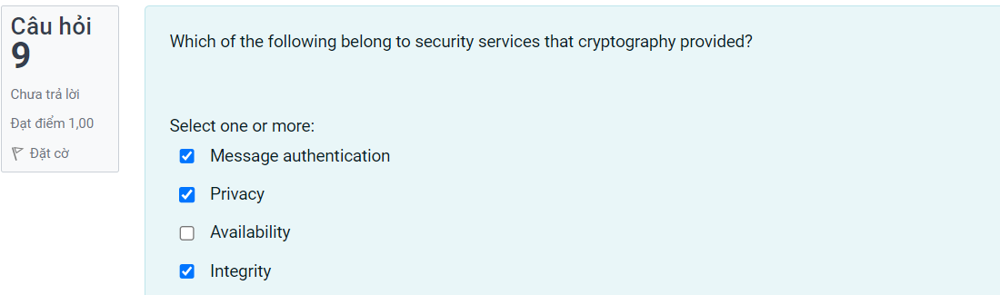 Câu hỏi
9
Chưa trả lời
Đạt điểm 1,00
Đặt cờ
Which of the following belong to security services that cryptography provided?
Select one or more:
Message authentication
Privacy
Availability
Integrity